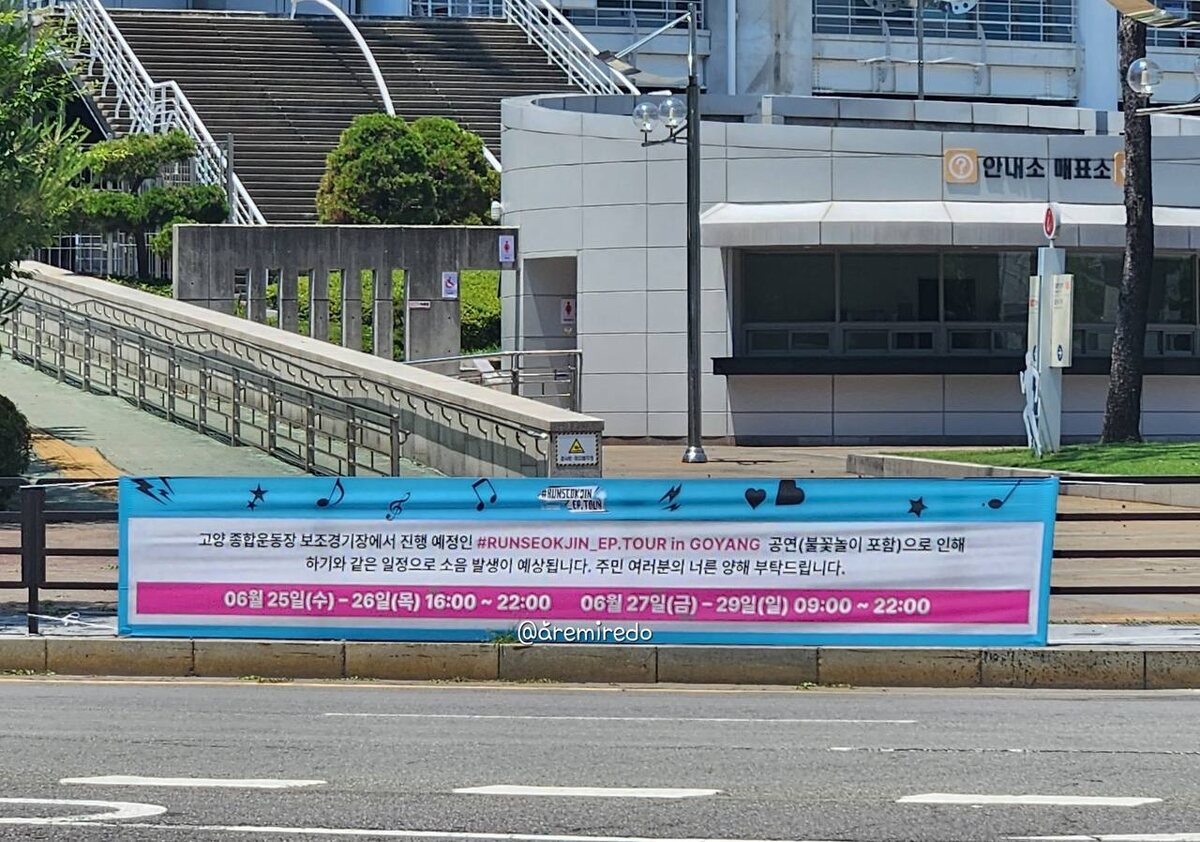 안내소 매표소
#RUNSEOKJIN
_EP.TOUR
고양 종합운동장 보조경기장에서 진행 예정인 #RUNSEOKJIN_EP.TOUR in GOYANG 공연(불꽃놀이 포함)으로 인해
하기와 같은 일정으로 소음 발생이 예상됩니다. 주민 여러분의 너른 양해 부탁드립니다.
06월 25일(수) – 26일(목) 16:00 ~ 22:00 06월 27일(금) – 29일(일) 09:00 ~ 22:00
@ǎremiredo